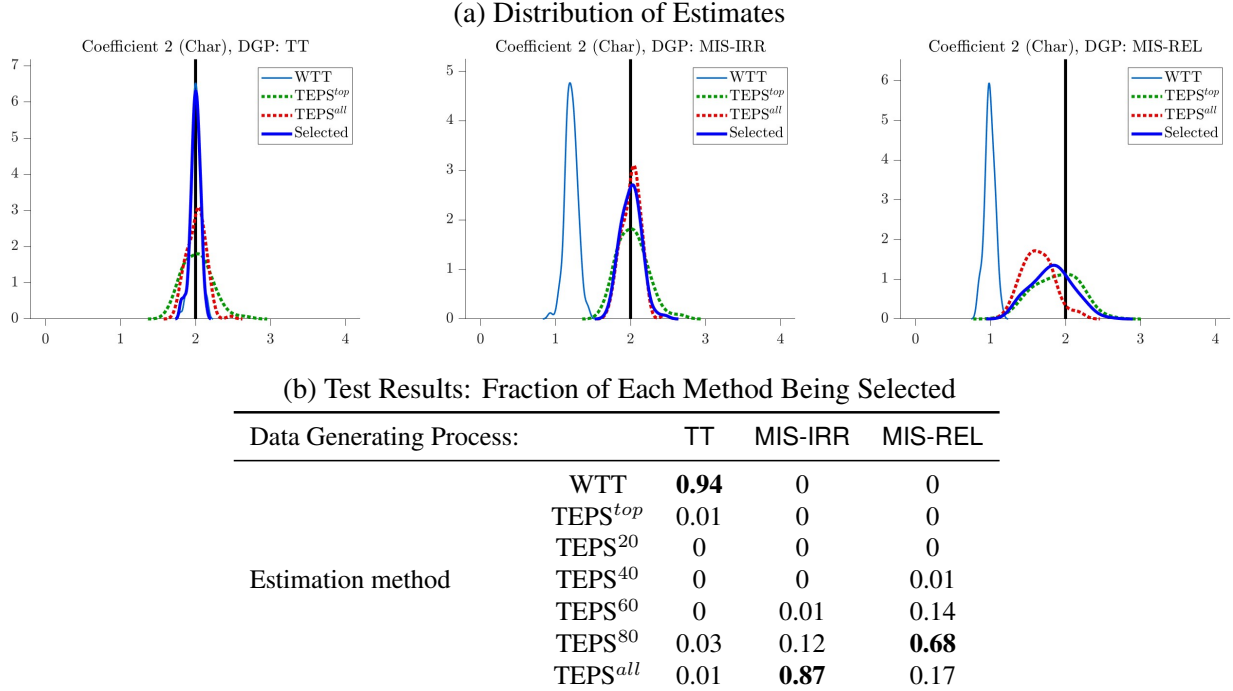 (a) Distribution of Estimates
Coefficient 2 (Char), DGP: TT
7
6
5
4
3
2
1
0
0 1 2 3 4
WTT
TEPS^{top}
TEPS^{all}
Selected
Coefficient 2 (Char), DGP: MIS-IRR
5
4
3
2
1
0
0 1 2 3 4
WTT
TEPS^{top}
TEPS^{all}
Selected
Coefficient 2 (Char), DGP: MIS-REL
6
5
4
3
2
1
0
0 1 2 3 4
WTT
TEPS^{top}
TEPS^{all}
Selected
(b) Test Results: Fraction of Each Method Being Selected
Data Generating Process: TT MIS-IRR MIS-REL
WTT 0.94 0 0
TEPS^{top} 0.01 0 0
TEPS^{20} 0 0 0
Estimation method TEPS^{40} 0 0 0.01
TEPS^{60} 0 0.01 0.14
TEPS^{80} 0.03 0.12 0.68
TEPS^{all} 0.01 0.87 0.17